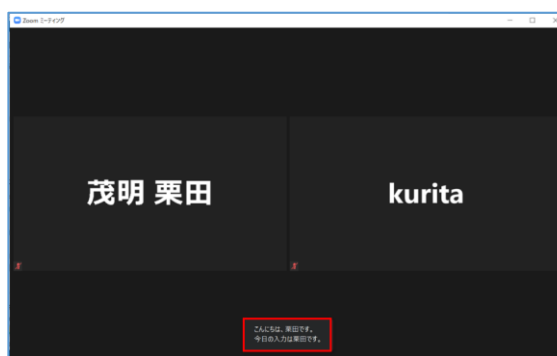 Zoom ミーティング
茂明 栗田
kurita
こんにちは、栗田です。
今日の入力は栗田です。